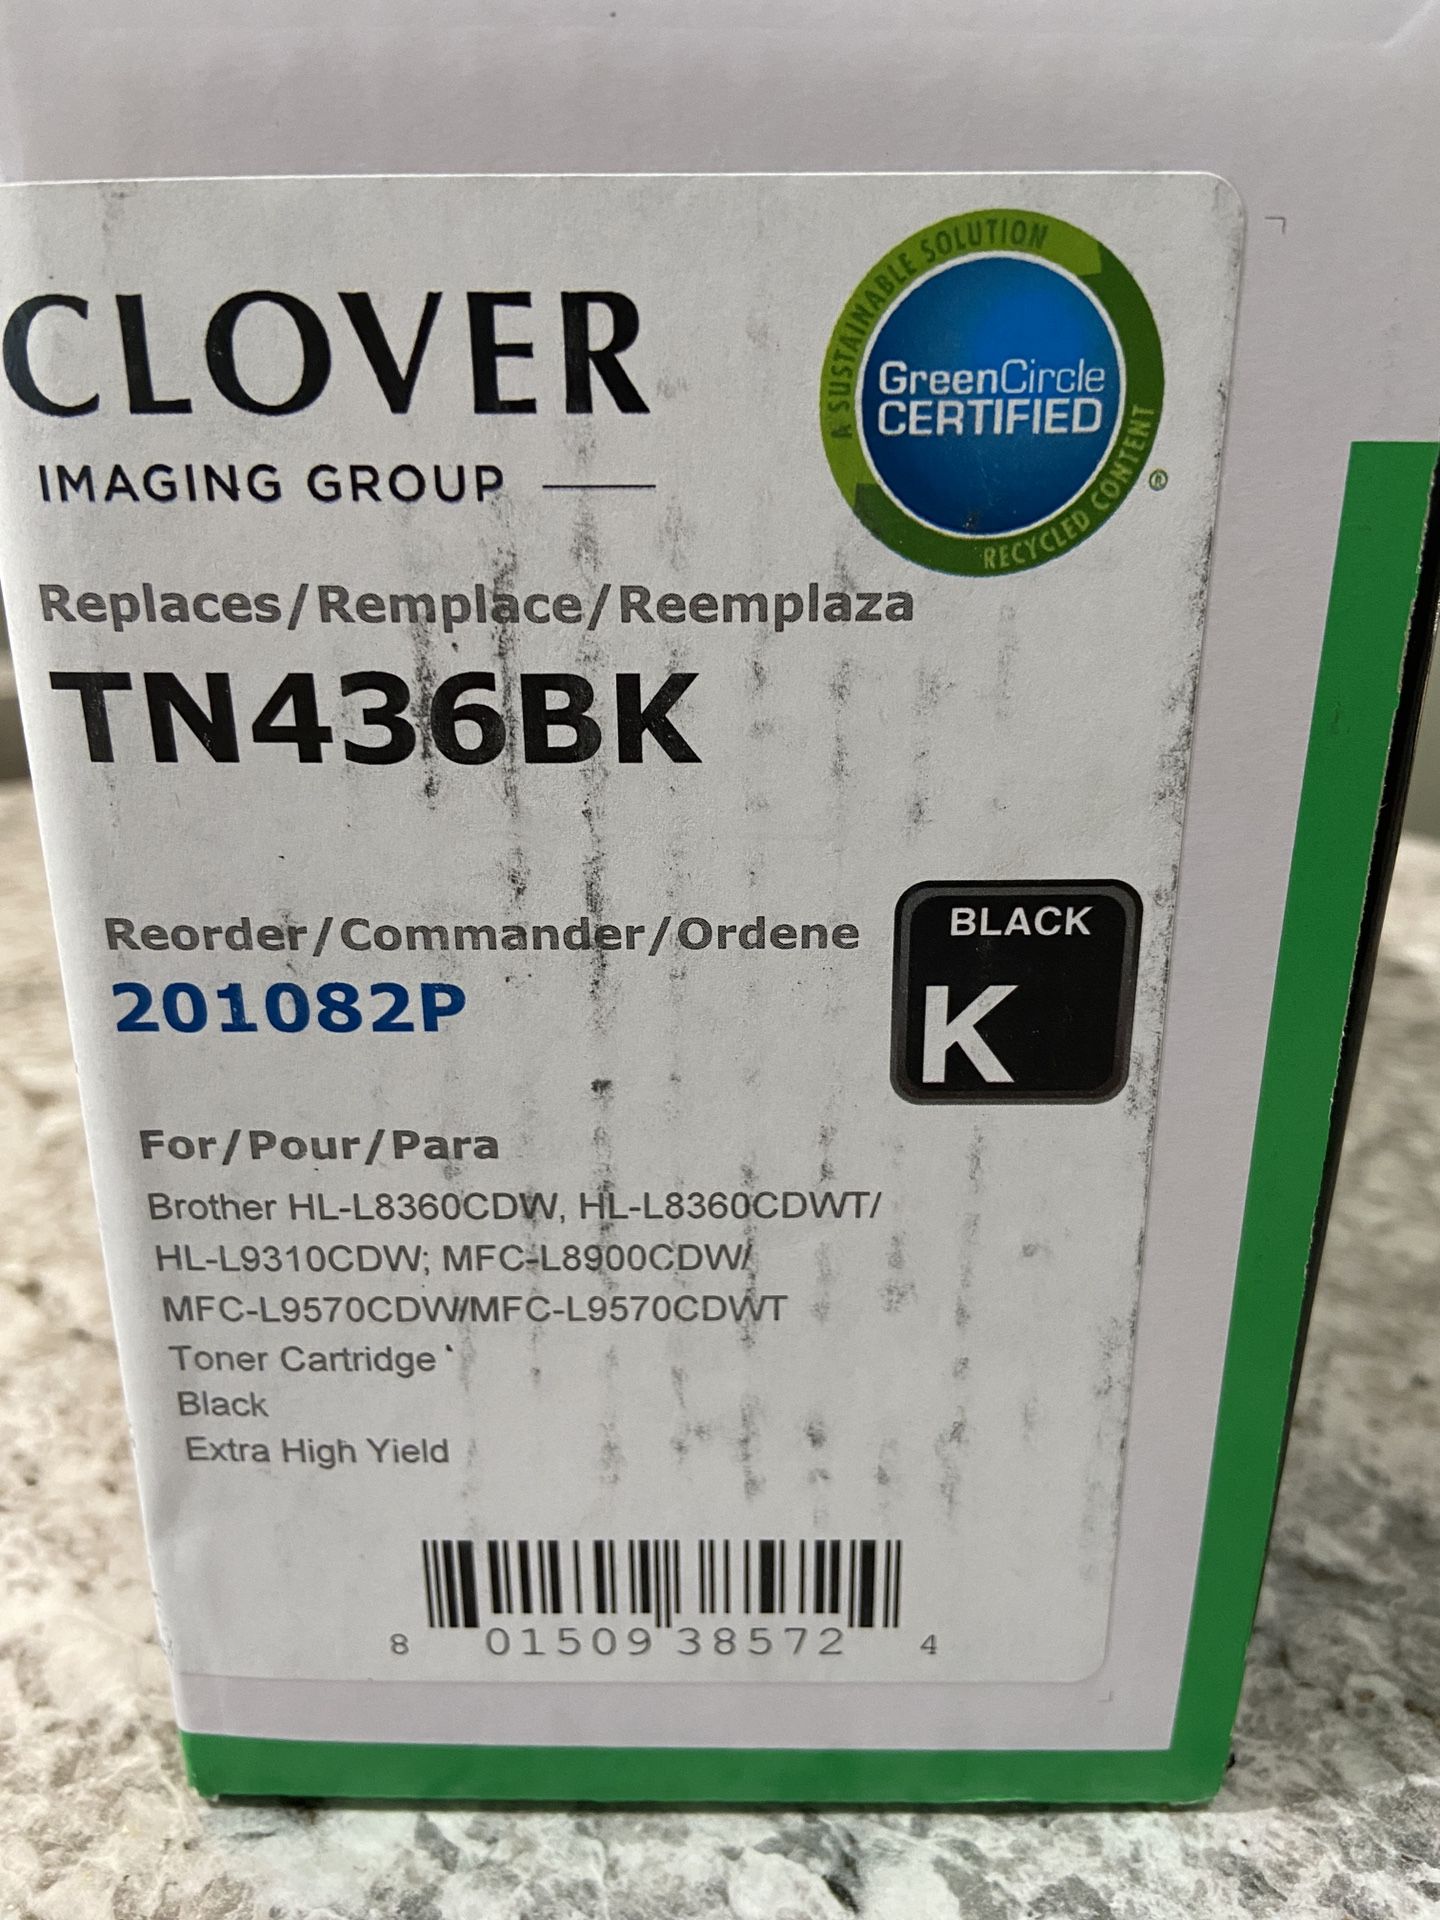 CLOVER
IMAGING GROUP
A SUSTAINABLE SOLUTION
GreenCircle
CERTIFIED
RECYCLED CONTENT
®
Replaces/Remplace/Reemplaza
TN436BK
Reorder/Commander/Ordene
201082P
BLACK
K
For/Pour/Para
Brother HL-L8360CDW, HL-L8360CDWT/
HL-L9310CDW; MFC-L8900CDW/
MFC-L9570CDW/MFC-L9570CDWT
Toner Cartridge
Black
Extra High Yield
8 01509 38572 4